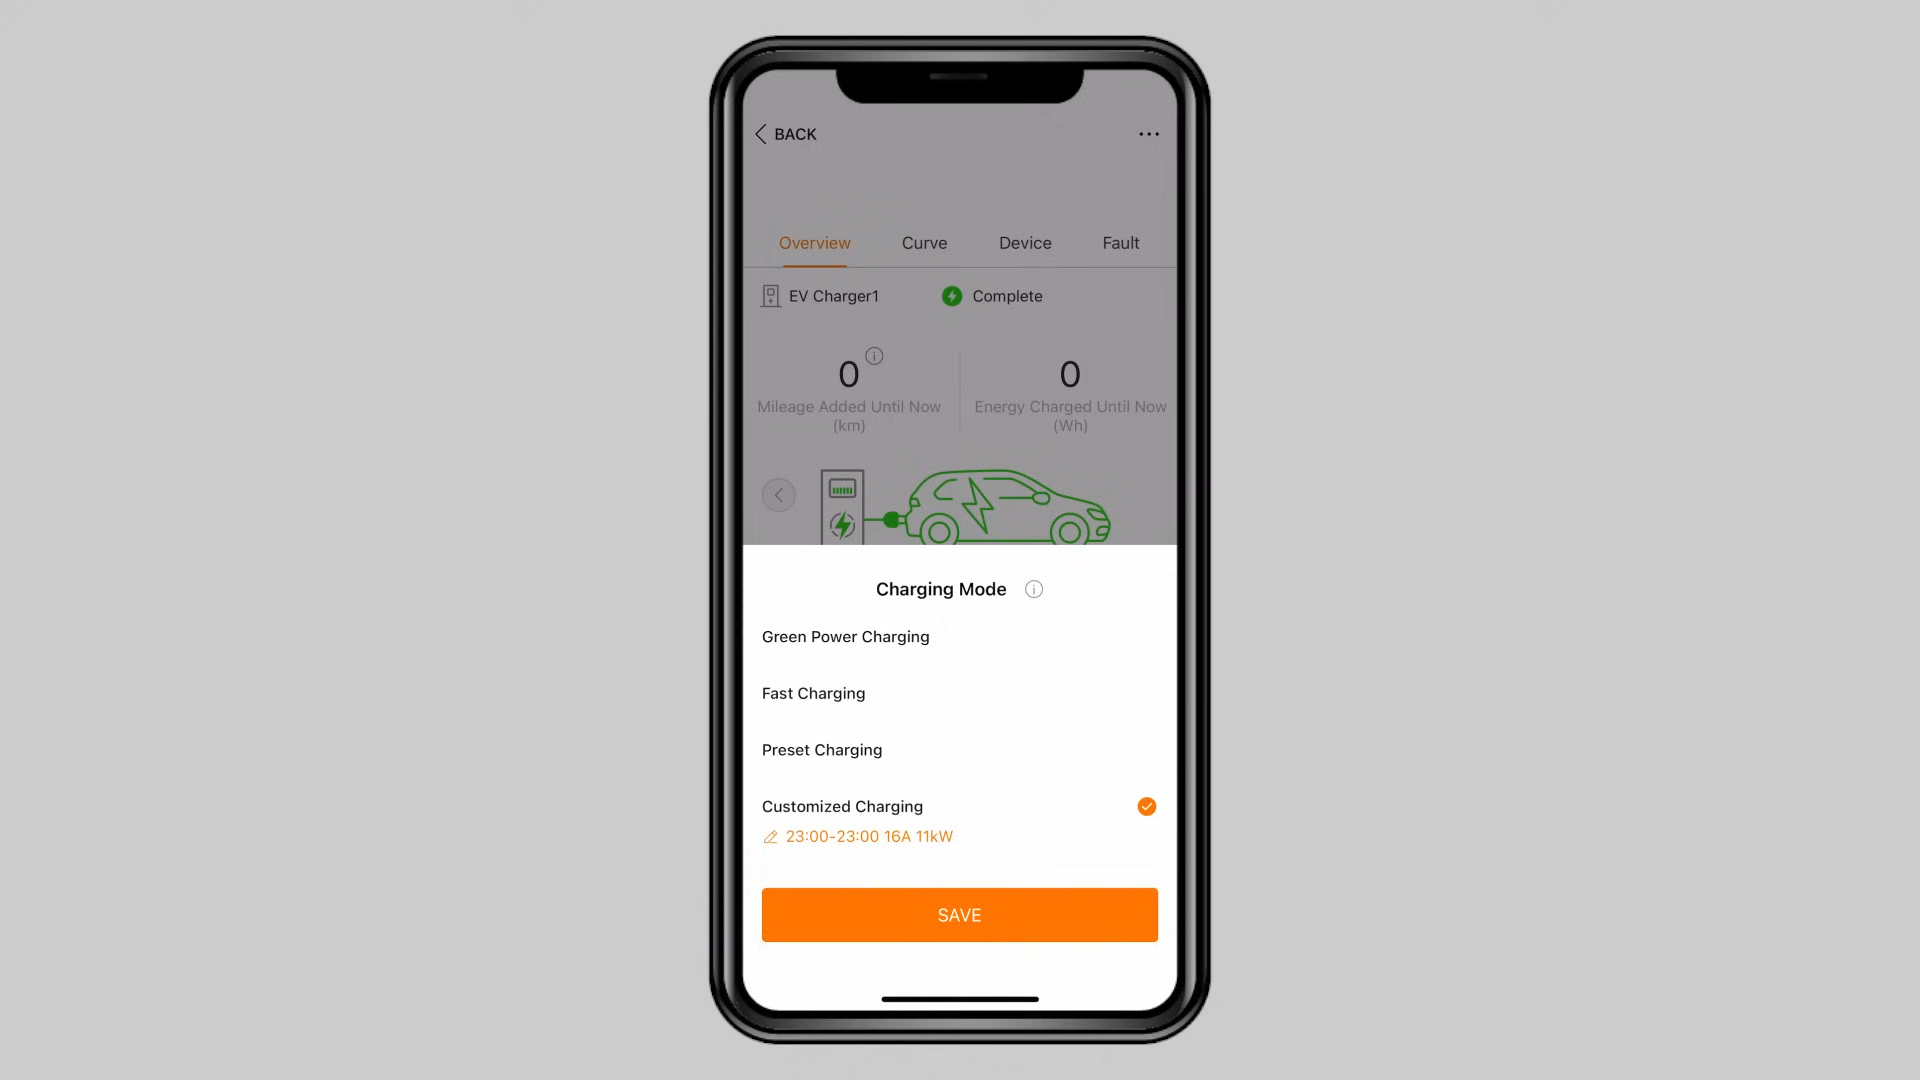 BACK
Overview Curve Device Fault
EV Charger1 Complete
0 0
Mileage Added Until Now
(km)
Energy Charged Until Now
(Wh)
Charging Mode
Green Power Charging
Fast Charging
Preset Charging
Customized Charging
23:00-23:00 16A 11kW
SAVE